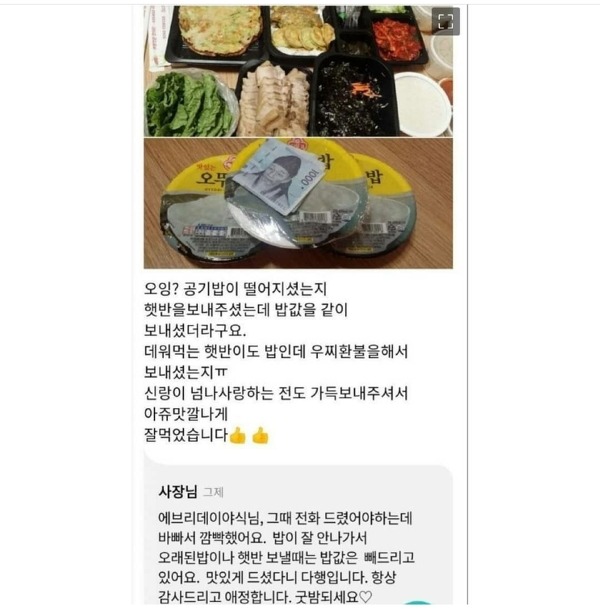 맛있는
오뚜
밥
1000
오잉? 공기밥이 떨어지셨는지
햇반을보내주셨는데 밥값을 같이
보내셨더라구요.
데워먹는 햇반이도 밥인데 우찌환불을해서
보내셨는지ㅠ
신랑이 넘나사랑하는 전도 가득보내주셔서
아쥬맛깔나게
잘먹었습니다👍 👍
사장님 그제
에브리데이야식님, 그때 전화 드렸어야하는데
바빠서 깜빡했어요. 밥이 잘 안나가서
오래된밥이나 햇반 보낼때는 밥값은 빼드리고
있어요. 맛있게 드셨다니 다행입니다. 항상
감사드리고 애정합니다. 굿밤되세요♡